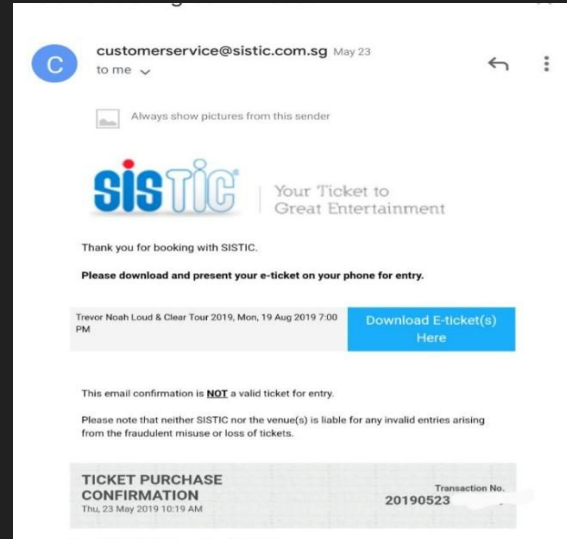 C
customerservice@sistic.com.sg May 23
to me
Always show pictures from this sender
SISTIC
Your Ticket to
Great Entertainment
Thank you for booking with SISTIC.
Please download and present your e-ticket on your phone for entry.
Trevor Noah Loud & Clear Tour 2019, Mon, 19 Aug 2019 7:00
PM
Download E-ticket(s)
Here
This email confirmation is NOT a valid ticket for entry.
Please note that neither SISTIC nor the venue(s) is liable for any invalid entries arising
from the fraudulent misuse or loss of tickets.
TICKET PURCHASE
CONFIRMATION
Thu, 23 May 2019 10:19 AM
Transaction No.
20190523